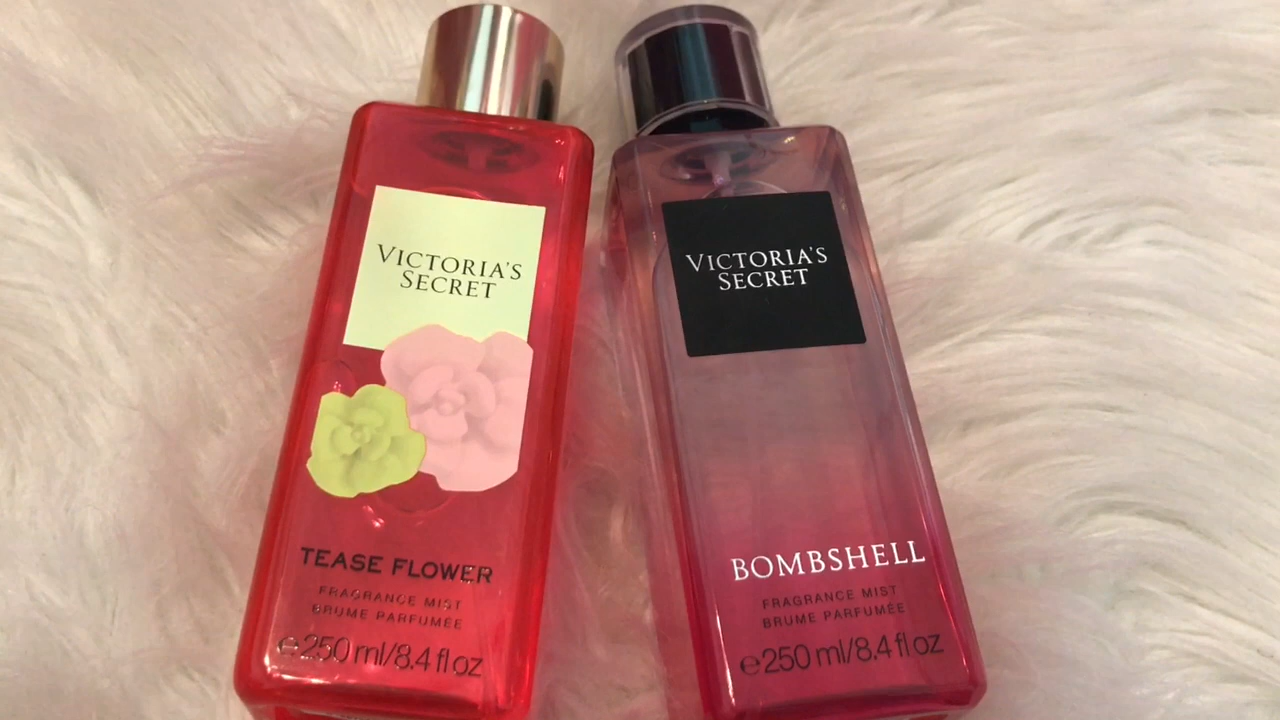 VICTORIA'S
SECRET
TEASE FLOWER
FRAGRANCE MIST
BRUME PARFUMÉE
℮250 ml/8.4 fl oz
VICTORIA'S
SECRET
BOMBSHELL
FRAGRANCE MIST
BRUME PARFUMÉE
℮250 ml/8.4 fl oz